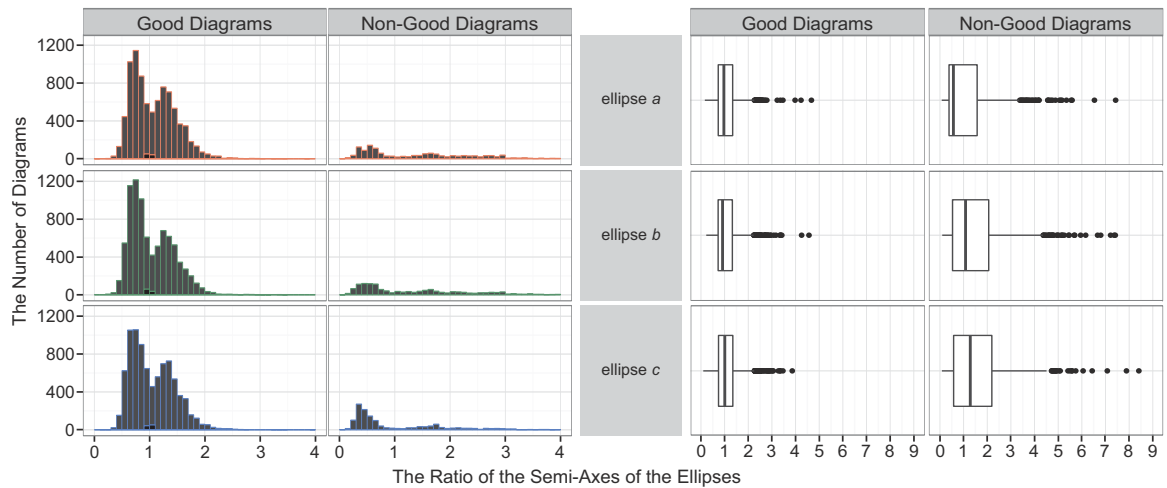 Good Diagrams Non-Good Diagrams Good Diagrams Non-Good Diagrams
The Number of Diagrams
1200
800
400
0
ellipse a
1200
800
400
0
ellipse b
1200
800
400
0
ellipse c
0 1 2 3 4 0 1 2 3 4 0 1 2 3 4 5 6 7 8 9 0 1 2 3 4 5 6 7 8 9
The Ratio of the Semi-Axes of the Ellipses